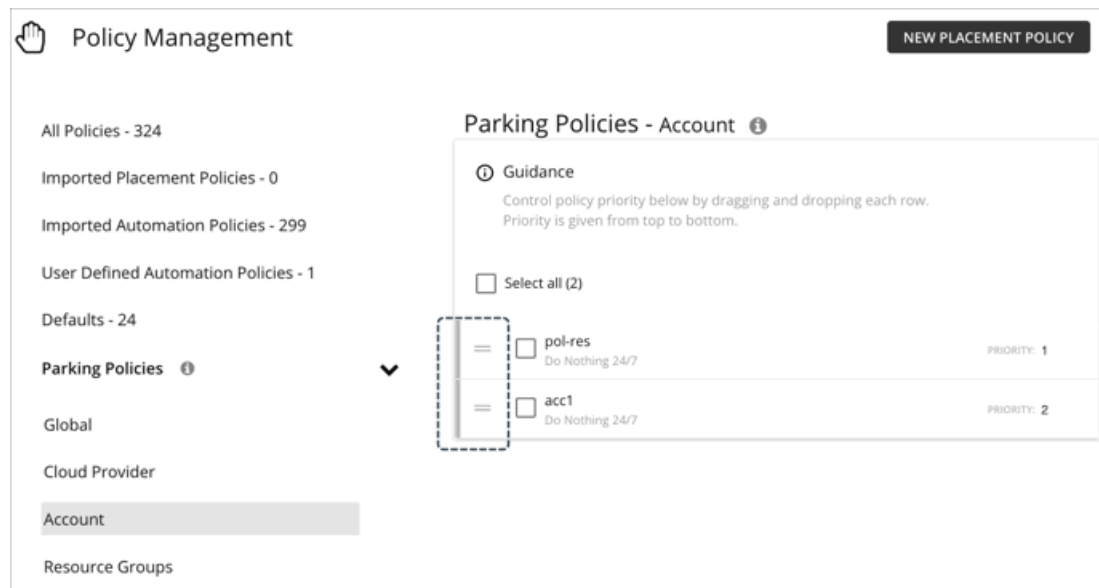 Policy Management
NEW PLACEMENT POLICY
All Policies - 324
Imported Placement Policies - 0
Imported Automation Policies - 299
User Defined Automation Policies - 1
Defaults - 24
Parking Policies
Global
Cloud Provider
Account
Resource Groups
Parking Policies - Account
Guidance
Control policy priority below by dragging and dropping each row.
Priority is given from top to bottom.
Select all (2)
pol-res
Do Nothing 24/7
PRIORITY: 1
acc1
Do Nothing 24/7
PRIORITY: 2